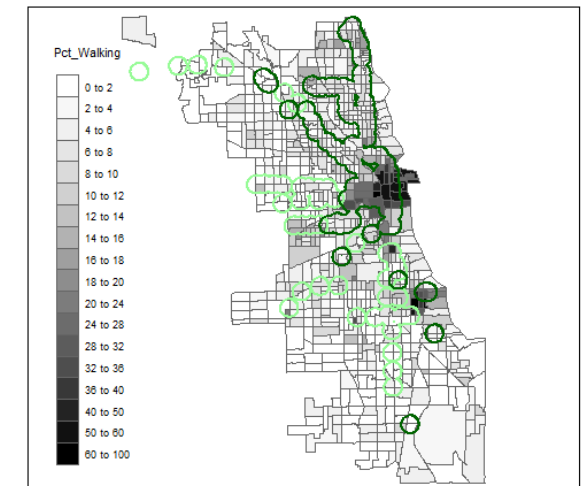 Pct_Walking
0 to 2
2 to 4
4 to 6
6 to 8
8 to 10
10 to 12
12 to 14
14 to 16
16 to 18
18 to 20
20 to 24
24 to 28
28 to 32
32 to 36
36 to 40
40 to 50
50 to 60
60 to 100